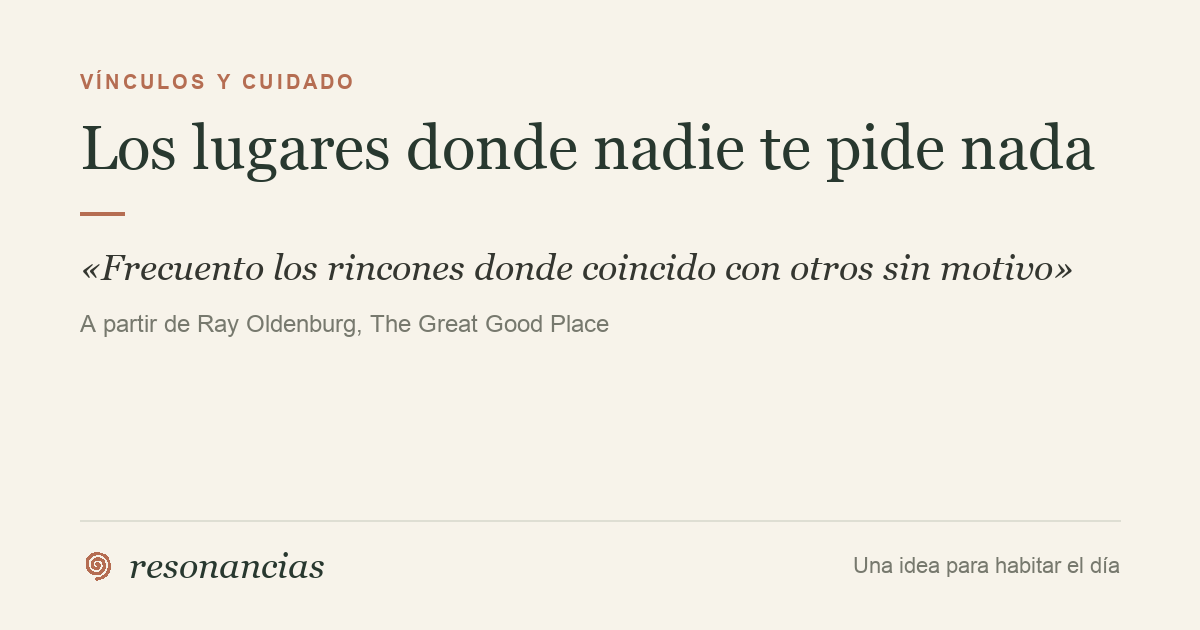 VÍNCULOS Y CUIDADO
Los lugares donde nadie te pide nada
«Frecuento los rincones donde coincido con otros sin motivo»
A partir de Ray Oldenburg, The Great Good Place
resonancias
Una idea para habitar el día